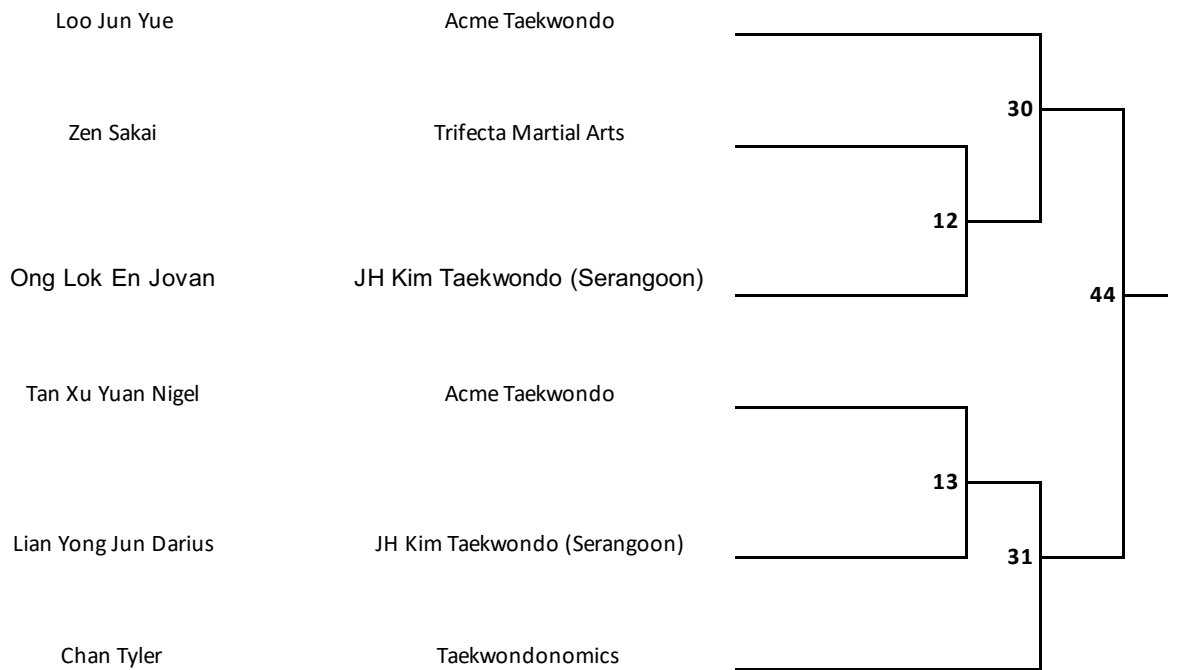 Loo Jun Yue Acme Taekwondo
30
Zen Sakai Trifecta Martial Arts
12
Ong Lok En Jovan JH Kim Taekwondo (Serangoon)
44
Tan Xu Yuan Nigel Acme Taekwondo
13
Lian Yong Jun Darius JH Kim Taekwondo (Serangoon)
31
Chan Tyler Taekwondonomics